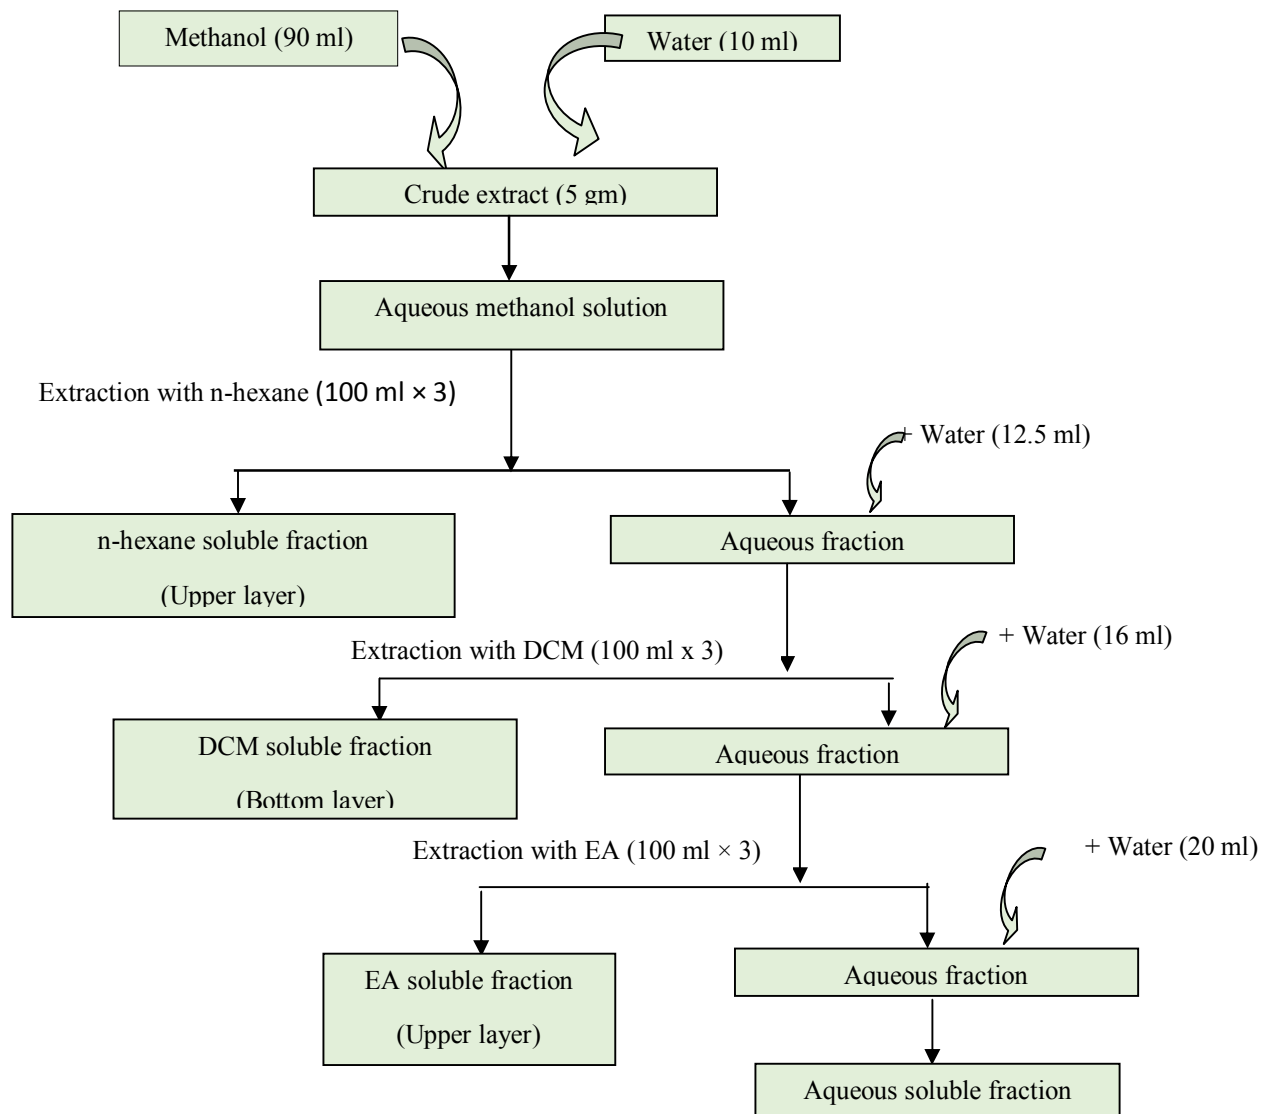 Methanol (90 ml)
Water (10 ml)
Crude extract (5 gm)
Aqueous methanol solution
Extraction with n-hexane (100 ml × 3)
+ Water (12.5 ml)
n-hexane soluble fraction
(Upper layer)
Aqueous fraction
Extraction with DCM (100 ml x 3)
+ Water (16 ml)
DCM soluble fraction
(Bottom layer)
Aqueous fraction
Extraction with EA (100 ml × 3)
+ Water (20 ml)
EA soluble fraction
(Upper layer)
Aqueous fraction
Aqueous soluble fraction